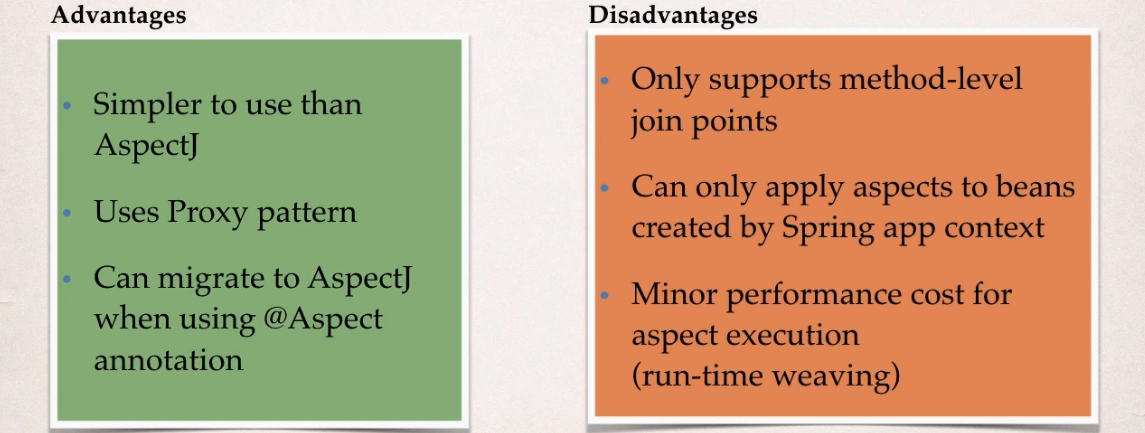 Advantages
• Simpler to use than
AspectJ
• Uses Proxy pattern
• Can migrate to AspectJ
when using @Aspect
annotation
Disadvantages
• Only supports method-level
join points
• Can only apply aspects to beans
created by Spring app context
• Minor performance cost for
aspect execution
(run-time weaving)